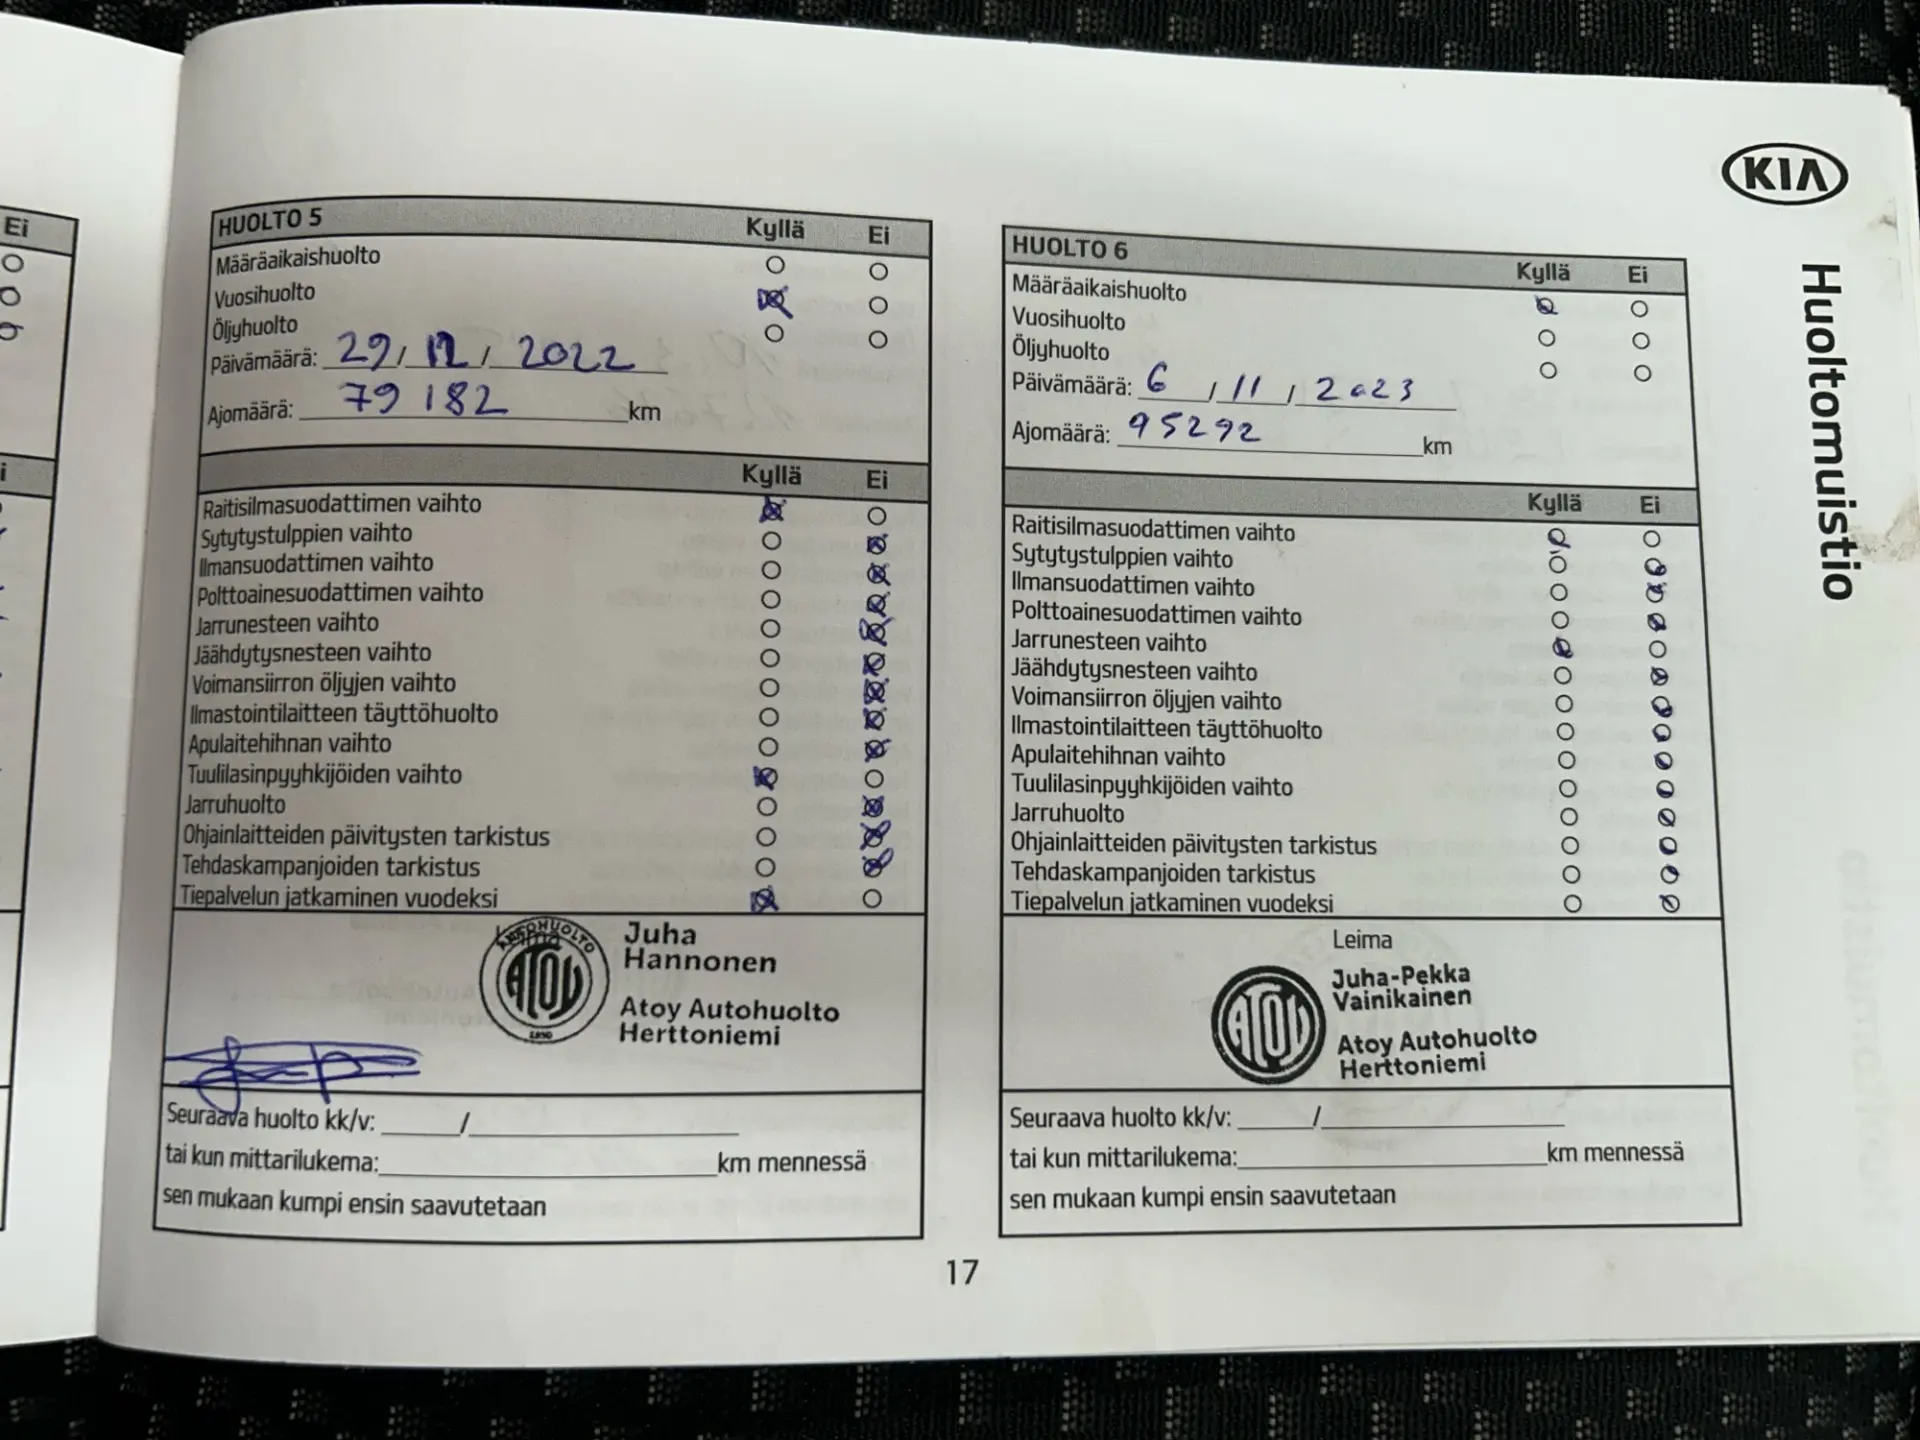 Ei
i
KIA
Huoltomuistio
HUOLTO 5 Kyllä Ei
Määräaikaishuolto
Vuosihuolto
Öljyhuolto
Päivämäärä: 29 / 12 / 2022
Ajomäärä: 79 182 km
Kyllä Ei
Raitisilmasuodattimen vaihto
Sytytystulppien vaihto
Ilmansuodattimen vaihto
Polttoainesuodattimen vaihto
Jarrunesteen vaihto
Jäähdytysnesteen vaihto
Voimansiirron öljyjen vaihto
Ilmastointilaitteen täyttöhuolto
Apulaitehihnan vaihto
Tuulilasinpyyhkijöiden vaihto
Jarruhuolto
Ohjainlaitteiden päivitysten tarkistus
Tehdaskampanjoiden tarkistus
Tiepalvelun jatkaminen vuodeksi
Leima
AUTOHUOLTO
ATOY
Juha
Hannonen
Atoy Autohuolto
Herttoniemi
Seuraava huolto kk/v: /
tai kun mittarilukema: km mennessä
sen mukaan kumpi ensin saavutetaan
HUOLTO 6 Kyllä Ei
Määräaikaishuolto
Vuosihuolto
Öljyhuolto
Päivämäärä: 6 / 11 / 2023
Ajomäärä: 95292 km
Kyllä Ei
Raitisilmasuodattimen vaihto
Sytytystulppien vaihto
Ilmansuodattimen vaihto
Polttoainesuodattimen vaihto
Jarrunesteen vaihto
Jäähdytysnesteen vaihto
Voimansiirron öljyjen vaihto
Ilmastointilaitteen täyttöhuolto
Apulaitehihnan vaihto
Tuulilasinpyyhkijöiden vaihto
Jarruhuolto
Ohjainlaitteiden päivitysten tarkistus
Tehdaskampanjoiden tarkistus
Tiepalvelun jatkaminen vuodeksi
Leima
ATOY
Juha-Pekka
Vainikainen
Atoy Autohuolto
Herttoniemi
Seuraava huolto kk/v: /
tai kun mittarilukema: km mennessä
sen mukaan kumpi ensin saavutetaan
17